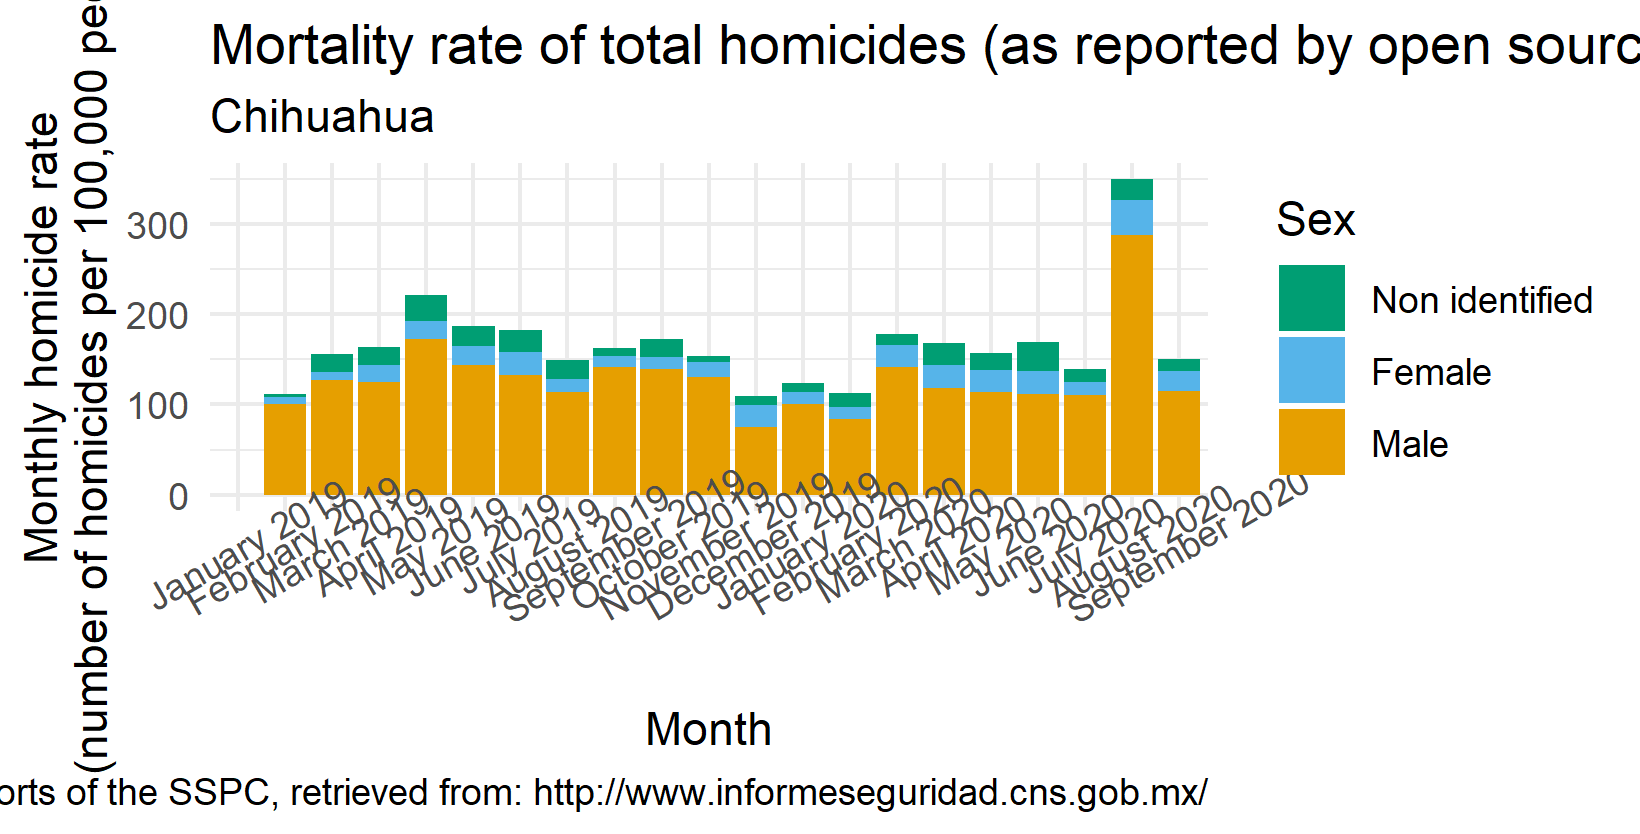 Mortality rate of total homicides (as reported by open sourc
Chihuahua
Monthly homicide rate
(number of homicides per 100,000 pe
300
200
100
0
January 2019
February 2019
March 2019
April 2019
May 2019
June 2019
July 2019
August 2019
September 2019
October 2019
November 2019
December 2019
January 2020
February 2020
March 2020
April 2020
May 2020
June 2020
July 2020
August 2020
September 2020
Month
Sex
Non identified
Female
Male
orts of the SSPC, retrieved from: http://www.informeseguridad.cns.gob.mx/